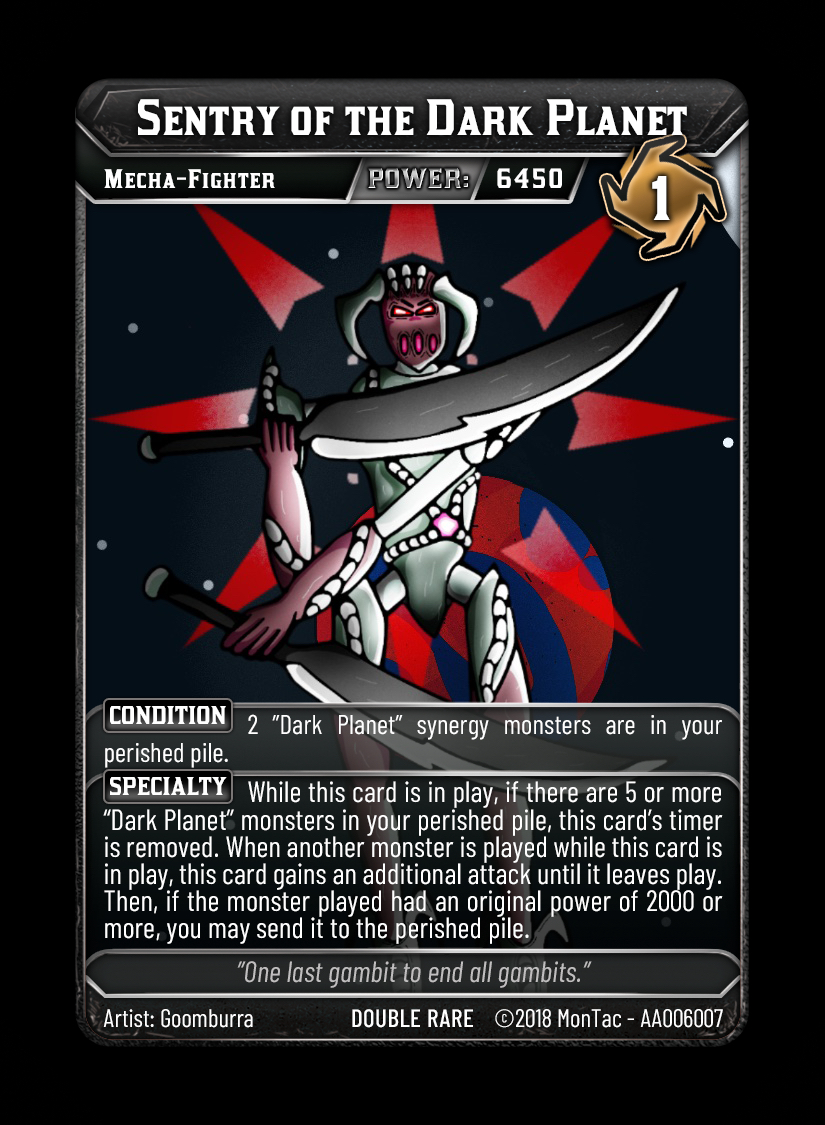 Sentry of the Dark Planet
Mecha-Fighter
POWER:
6450
1
CONDITION 2 "Dark Planet" synergy monsters are in your
perished pile.
SPECIALTY While this card is in play, if there are 5 or more
"Dark Planet" monsters in your perished pile, this card's timer
is removed. When another monster is played while this card is
in play, this card gains an additional attack until it leaves play.
Then, if the monster played had an original power of 2000 or
more, you may send it to the perished pile.
"One last gambit to end all gambits."
Artist: Goomburra DOUBLE RARE ©2018 MonTac - AA006007